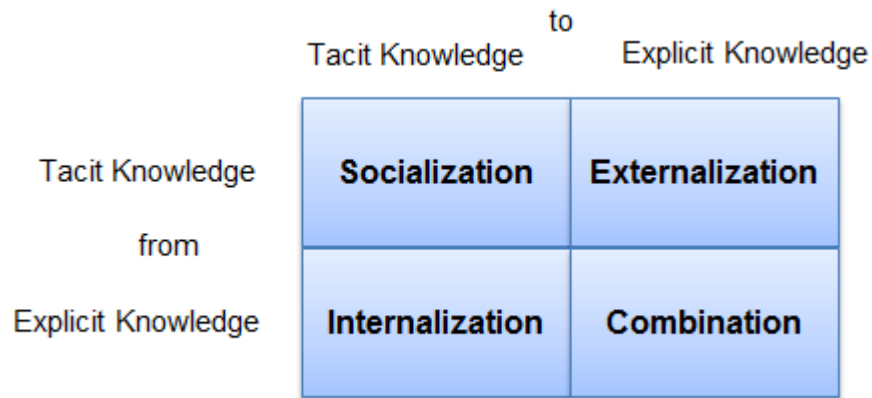 to
Tacit Knowledge Explicit Knowledge
Tacit Knowledge Socialization Externalization
from
Explicit Knowledge Internalization Combination